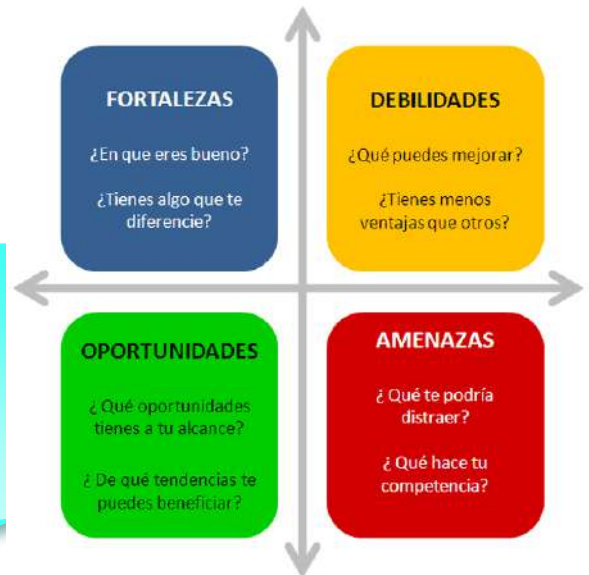 FORTALEZAS
¿En que eres bueno?
¿Tienes algo que te
diferencie?
DEBILIDADES
¿Qué puedes mejorar?
¿Tienes menos
ventajas que otros?
OPORTUNIDADES
¿ Qué oportunidades
tienes a tu alcance?
¿ De qué tendencias te
puedes beneficiar?
AMENAZAS
¿ Qué te podría
distraer?
¿ Qué hace tu
competencia?